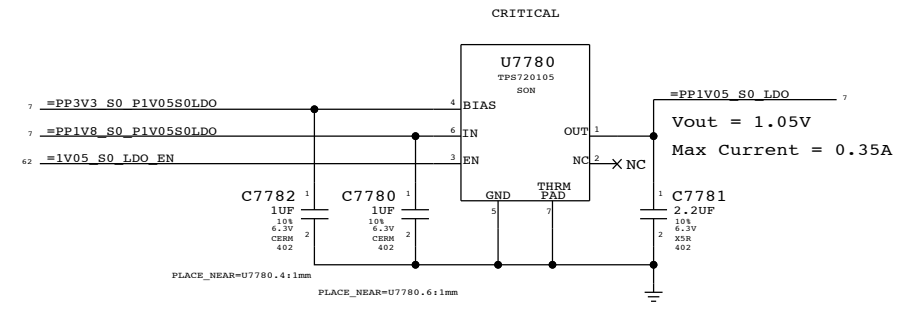 CRITICAL
U7780
TPS720105
SON
7 =PP3V3_S0_P1V05S0LDO 4 BIAS
7 =PP1V8_S0_P1V05S0LDO 6 IN
62 =1V05_S0_LDO_EN 3 EN
OUT 1
NC 2 NC
=PP1V05_S0_LDO 7
Vout = 1.05V
Max Current = 0.35A
GND
THRM
PAD
5 7
C7782 1
1UF
10%
6.3V
CERM
402
2
C7780 1
1UF
10%
6.3V
CERM
402
2
1 C7781
2.2UF
10%
6.3V
2 X5R
402
PLACE_NEAR=U7780.4:1mm
PLACE_NEAR=U7780.6:1mm